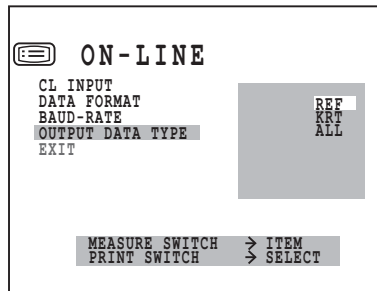 ON-LINE
CL INPUT
DATA FORMAT
BAUD-RATE
OUTPUT DATA TYPE
EXIT
REF
KRT
ALL
MEASURE SWITCH → ITEM
PRINT SWITCH → SELECT